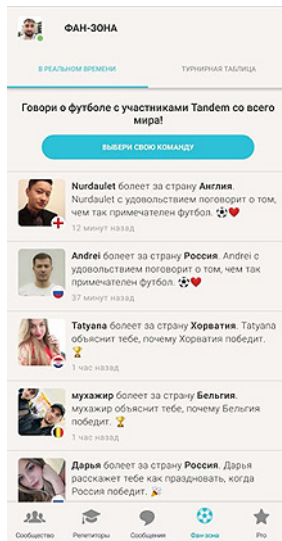 ФАН-ЗОНА
В РЕАЛЬНОМ ВРЕМЕНИ
ТУРНИРНАЯ ТАБЛИЦА
Говори о футболе с участниками Tandem со всего
мира!
ВЫБЕРИ СВОЮ КОМАНДУ
Nurdaulet болеет за страну Англия.
Nurdaulet с удовольствием поговорит о том,
чем так примечателен футбол. ⚽❤️
12 минут назад
Andrei болеет за страну Россия. Andrei с
удовольствием поговорит о том, чем так
примечателен футбол. ⚽❤️
37 минут назад
Tatyana болеет за страну Хорватия. Tatyana
объяснит тебе, почему Хорватия победит.
🏆
1 час назад
мухажир болеет за страну Бельгия.
мухажир объяснит тебе, почему Бельгия
победит. 🏆
1 час назад
Дарья болеет за страну Россия. Дарья
расскажет тебе как праздновать, когда
Россия победит. 🎉
Сообщество
Репетиторы
Сообщения
Фан-зона
Pro